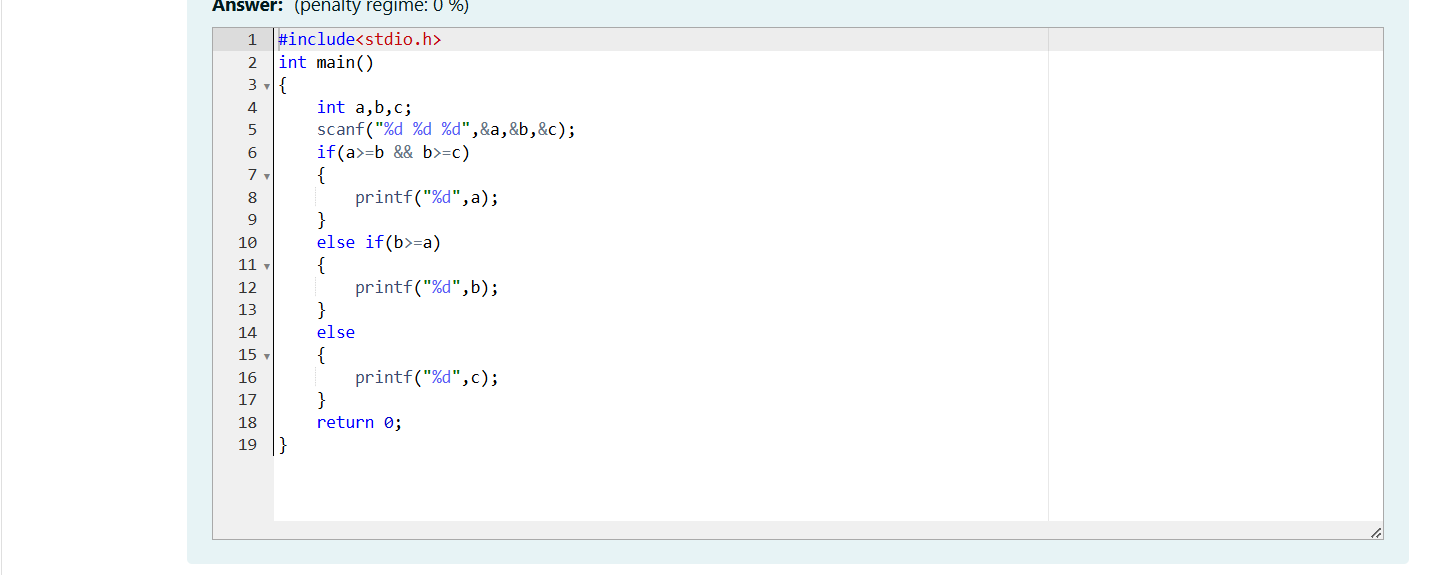 Answer: (penalty regime: 0 %)
1 #include<stdio.h>
2 int main()
3 {
4 int a,b,c;
5 scanf("%d %d %d",&a,&b,&c);
6 if(a>=b && b>=c)
7 {
8 printf("%d",a);
9 }
10 else if(b>=a)
11 {
12 printf("%d",b);
13 }
14 else
15 {
16 printf("%d",c);
17 }
18 return 0;
19 }